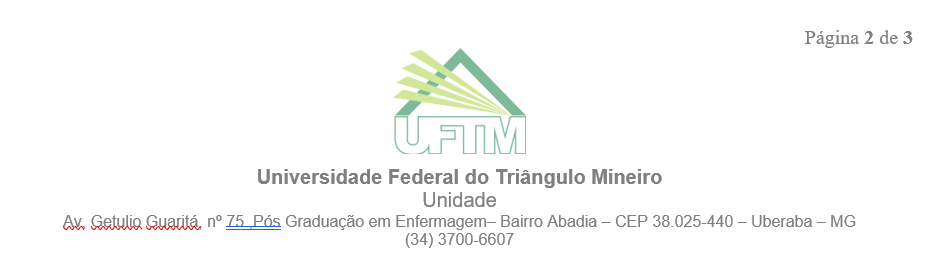 Página 2 de 3
UFTM
Universidade Federal do Triângulo Mineiro
Unidade
Av. Getulio Guaritá, nº 75 ,Pós Graduação em Enfermagem– Bairro Abadia – CEP 38.025-440 – Uberaba – MG
(34) 3700-6607